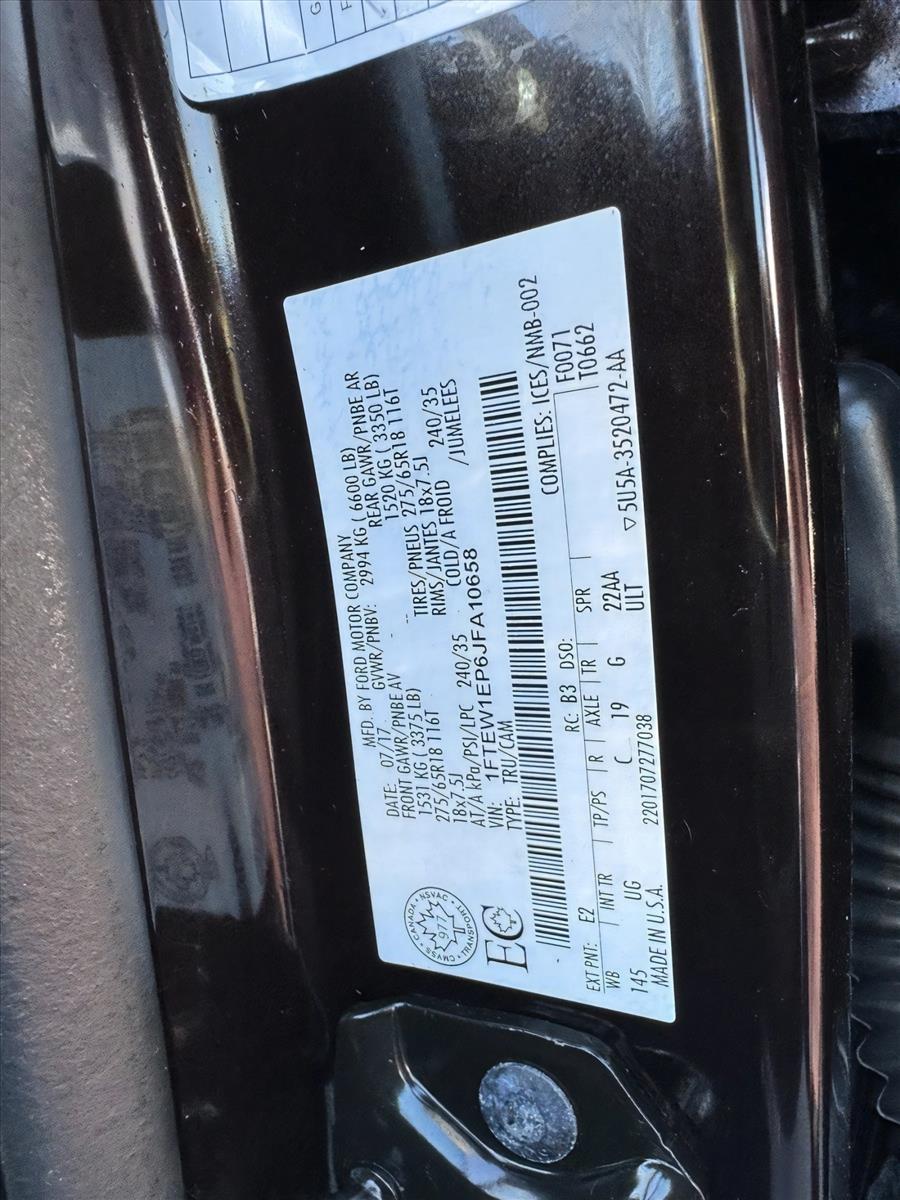 MFD. BY FORD MOTOR COMPANY
DATE: 07/17 GVWR/PNBV: 2994 KG ( 6600 LB)
FRONT GAWR/PNBE AV REAR GAWR/PNBE AR
1531 KG ( 3375 LB) 1520 KG ( 3350 LB)
275/65R18 116T TIRES/PNEUS 275/65R18 116T
18x7.5J RIMS/JANTES 18x7.5J
AT/A kPa/PSI/LPC 240/35 COLD/A FROID 240/35
/JUMELEES
VIN: 1FTEW1EP6JFA10658
TYPE: TRU/CAM
CMVSS • CANADA • NSVAC • TRANSPORT •
977
EC
COMPLIES: ICES/NMB-002
EXT PNT: E2 RC: B3 DSO: F0071
WB INT TR TP/PS R AXLE TR SPR T0662
145 UG C 19 G 22AA
ULT
MADE IN U.S.A. 2201707277038 ▽5U5A-3520472-AA